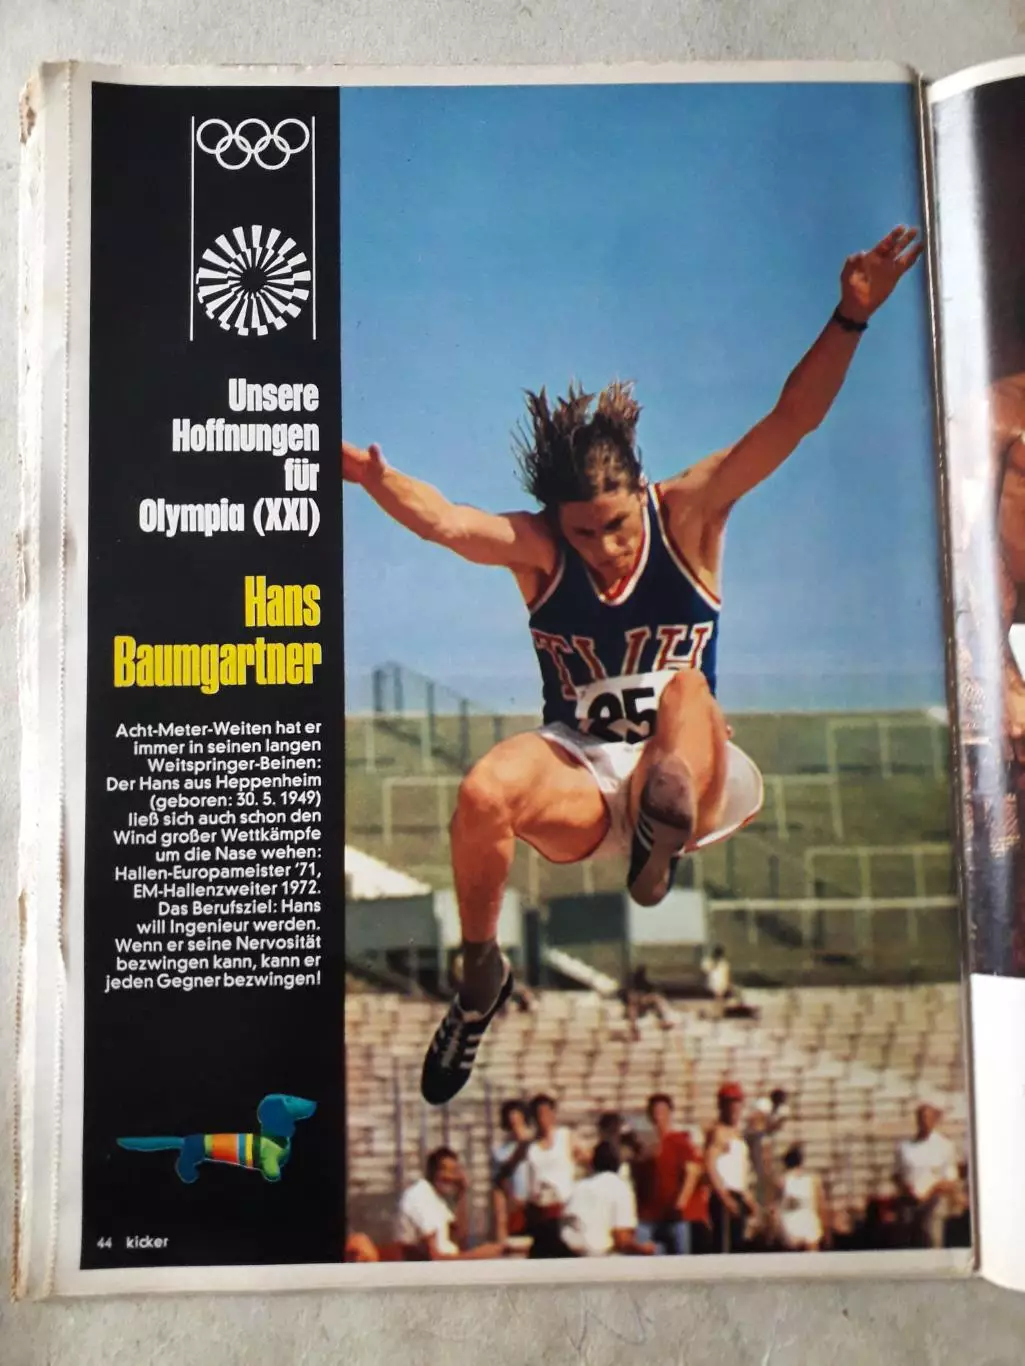 Unsere
Hoffnungen
für
Olympia (XXI)
Hans
Baumgartner
Acht-Meter-Weiten hat er
immer in seinen langen
Weitspringer-Beinen:
Der Hans aus Heppenheim
(geboren: 30. 5. 1949)
ließ sich auch schon den
Wind großer Wettkämpfe
um die Nase wehen:
Hallen-Europameister '71,
EM-Hallenzweiter 1972.
Das Berufsziel: Hans
will Ingenieur werden.
Wenn er seine Nervosität
bezwingen kann, kann er
jeden Gegner bezwingen!
44 kicker